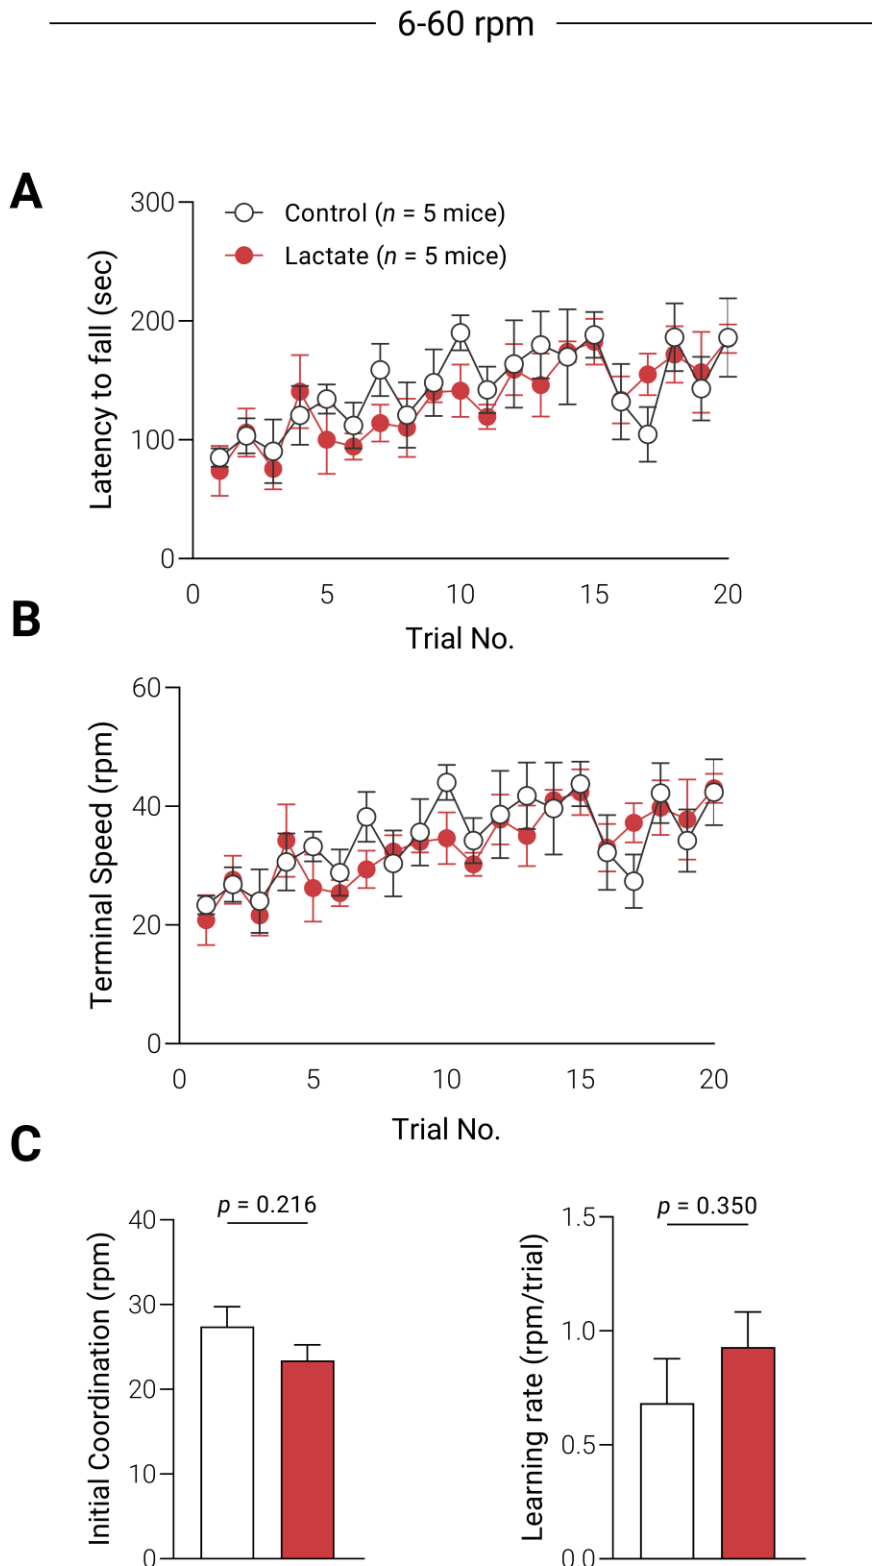 6-60 rpm
A
300
200
100
0
Latency to fall (sec)
Control (n = 5 mice)
Lactate (n = 5 mice)
0 5 10 15 20
Trial No.
B
60
40
20
0
Terminal Speed (rpm)
0 5 10 15 20
Trial No.
C
p = 0.216
40
30
20
10
0
Initial Coordination (rpm)
p = 0.350
1.5
1.0
0.5
0.0
Learning rate (rpm/trial)